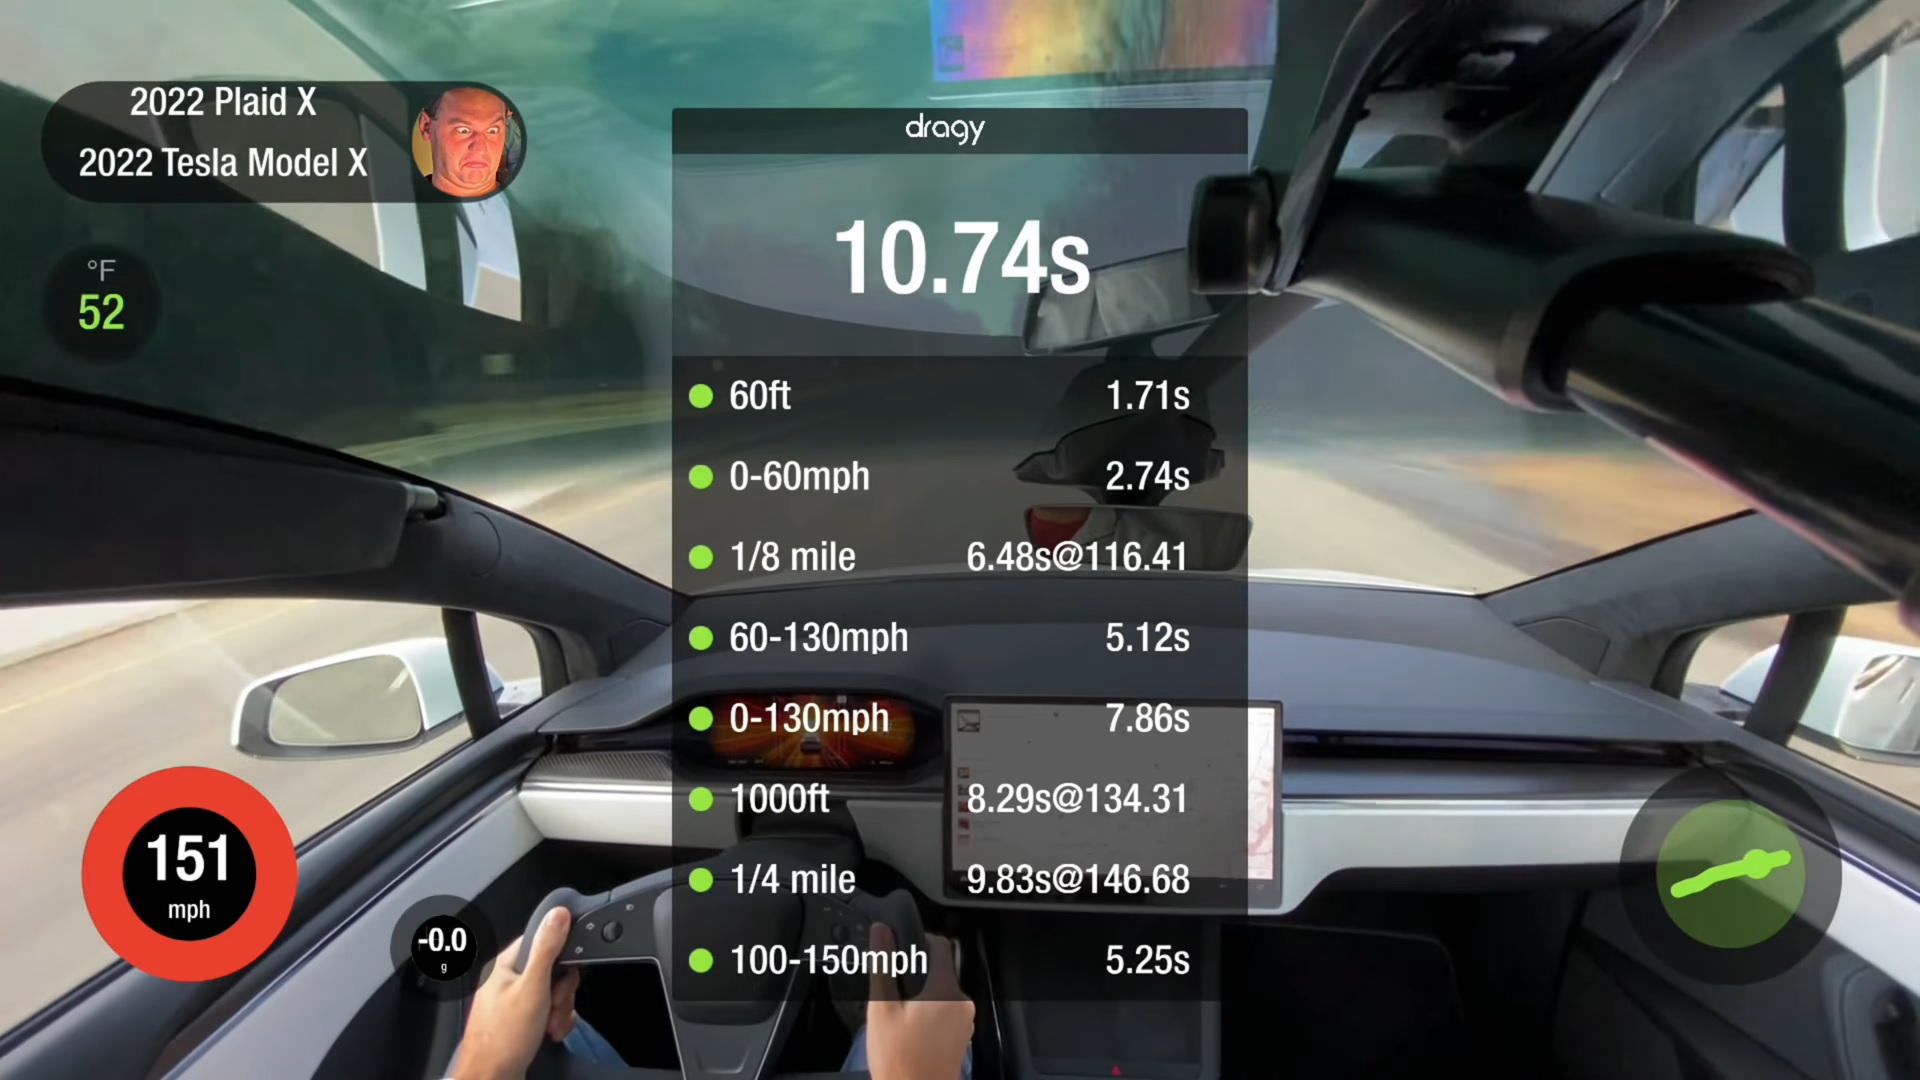 2022 Plaid X
2022 Tesla Model X
°F
52
dragy
10.74s
60ft 1.71s
0-60mph 2.74s
1/8 mile 6.48s@116.41
60-130mph 5.12s
0-130mph 7.86s
1000ft 8.29s@134.31
1/4 mile 9.83s@146.68
100-150mph 5.25s
151
mph
-0.0
g